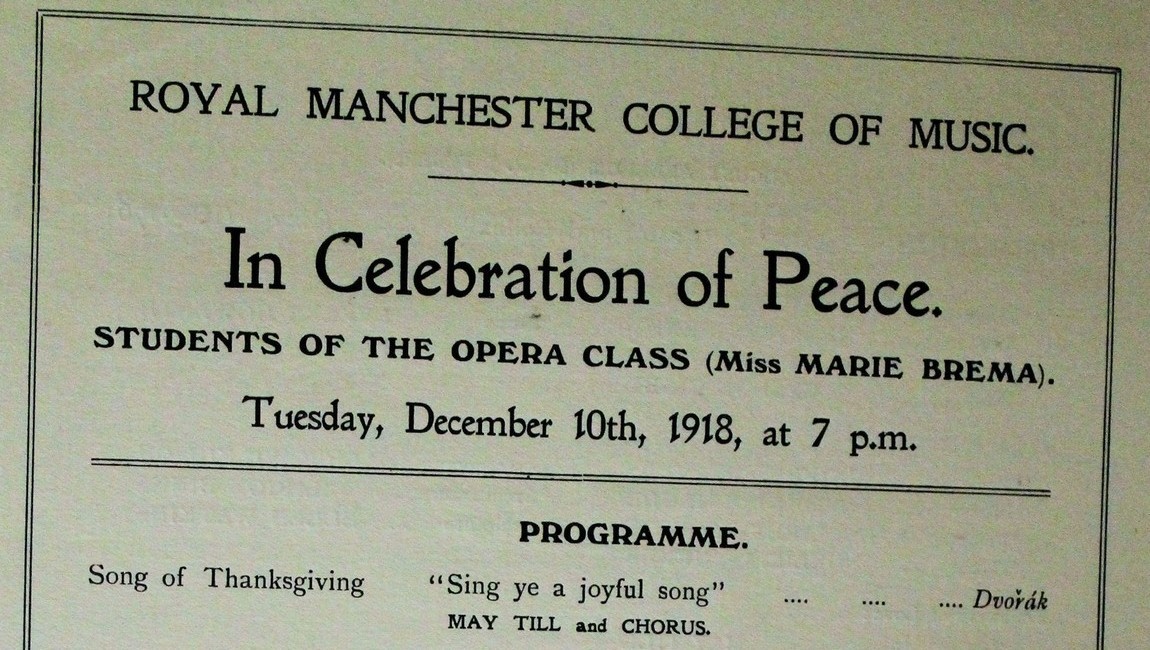 ROYAL MANCHESTER COLLEGE OF MUSIC.
In Celebration of Peace.
STUDENTS OF THE OPERA CLASS (Miss MARIE BREMA).
Tuesday, December 10th, 1918, at 7 p.m.
PROGRAMME.
Song of Thanksgiving "Sing ye a joyful song" .... .... .... Dvořák
MAY TILL and CHORUS.